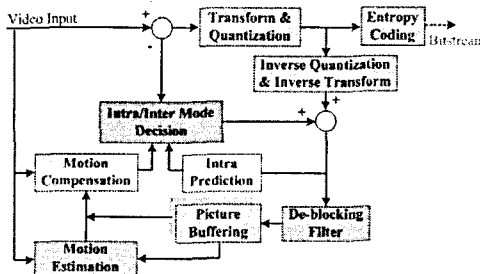 Video Input
+
-
Transform &
Quantization
Entropy
Coding
Bitstream
Inverse Quantization
& Inverse Transform
+
+
Intra/Inter Mode
Decision
Motion
Compensation
Intra
Prediction
Picture
Buffering
De-blocking
Filter
Motion
Estimation